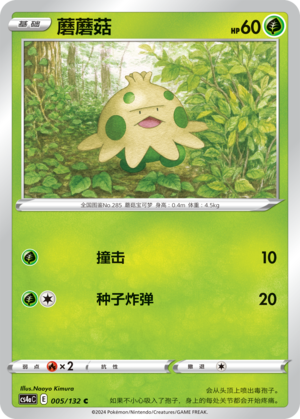 基础
蘑蘑菇
HP60
全国图鉴No.285 蘑菇宝可梦 身高：0.4m 体重：4.5kg
撞击 10
种子炸弹 20
弱点 ×2 抵抗力 撤退
Illus.Naoyo Kimura
CS4aC E 005/132 C
会从头顶上喷出毒孢子。
如果不小心吸入了孢子，身上的每处关节都会开始疼痛。
©2024 Pokémon/Nintendo/Creatures/GAME FREAK.